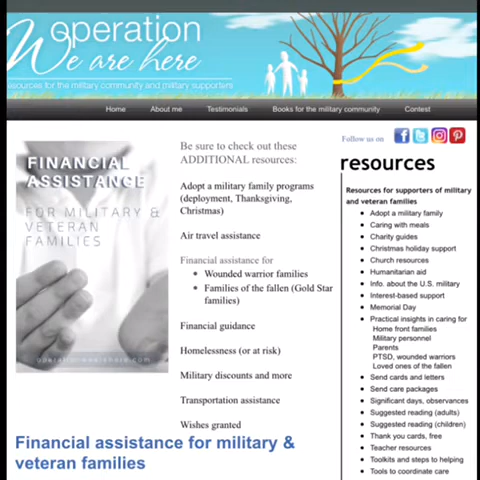 operation
We are here
resources for the military community and military supporters
Home About me Testimonials Books for the military community Contest
FINANCIAL
ASSISTANCE
FOR MILITARY &
VETERAN
FAMILIES
operationwearehere.com
Be sure to check out these
ADDITIONAL resources:
Adopt a military family programs
(deployment, Thanksgiving,
Christmas)
Air travel assistance
Financial assistance for
Wounded warrior families
Families of the fallen (Gold Star
families)
Financial guidance
Homelessness (or at risk)
Military discounts and more
Transportation assistance
Wishes granted
Financial assistance for military &
veteran families
Follow us on
resources
Resources for supporters of military
and veteran families
Adopt a military family
Caring with meals
Charity guides
Christmas holiday support
Church resources
Humanitarian aid
Info. about the U.S. military
Interest-based support
Memorial Day
Practical insights in caring for
Home front families
Military personnel
Parents
PTSD, wounded warriors
Loved ones of the fallen
Send cards and letters
Send care packages
Significant days, observances
Suggested reading (adults)
Suggested reading (children)
Thank you cards, free
Teacher resources
Toolkits and steps to helping
Tools to coordinate care